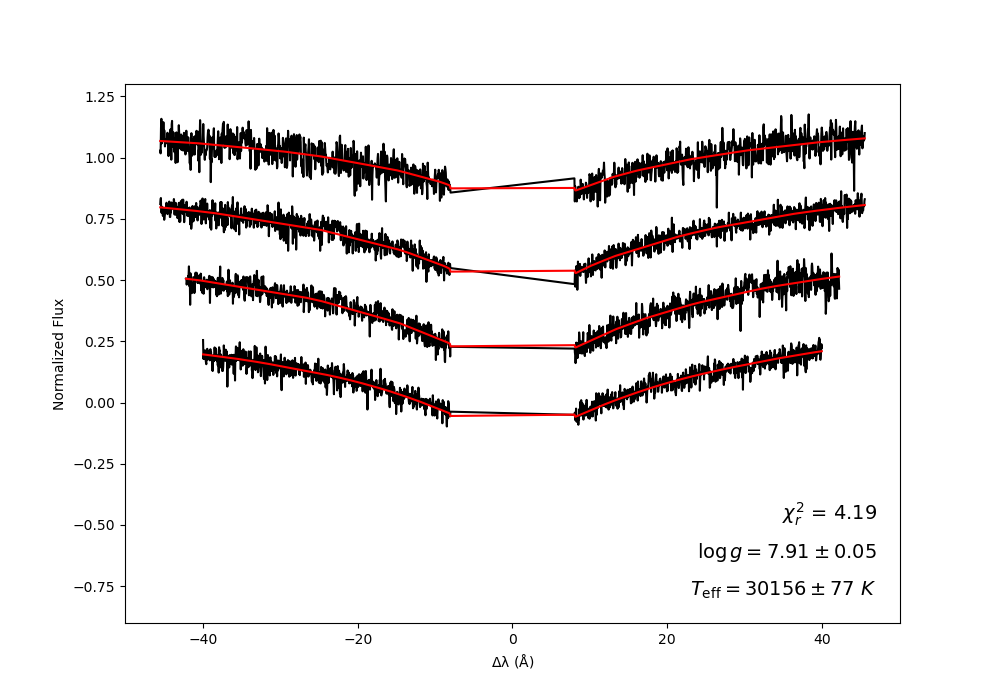 1.25
1.00
0.75
0.50
0.25
0.00
−0.25
−0.50
−0.75
Normalized Flux
χ²ᵣ = 4.19
log g = 7.91 ± 0.05
T_eff = 30156 ± 77 K
−40 −20 0 20 40
Δλ (Å)